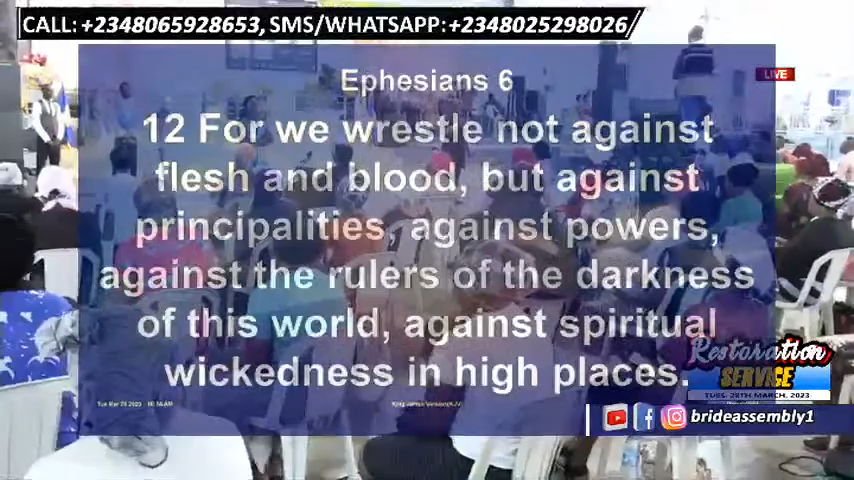 CALL: +2348065928653, SMS/WHATSAPP: +2348025298026
LIVE
Ephesians 6
12 For we wrestle not against
flesh and blood, but against
principalities, against powers,
against the rulers of the darkness
of this world, against spiritual
wickedness in high places.
Restoration
SERVICE
TUES. 28TH MARCH, 2023
brideassembly1